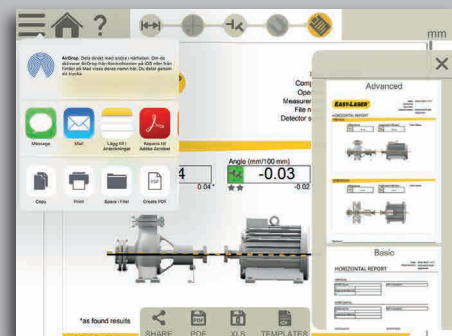 ?
mm
AirDrop. Dela direkt med andra i närheten. Om de
aktiverar AirDrop från Kontrollcenter på iOS eller från
Finder på Mac visas deras namn här. Du delar genom
att trycka.
Message
Mail
Lägg till i
Anteckningar
Kopiera till
Adobe Acrobat
Copy
Print
Spara i Filer
Create PDF
Comp
Ope
Measurem
File n
Detector s
4
0.04
Angle (mm/100 mm)
-0.03
-0.02
*as found results
SHARE
PDF
XLS
TEMPLATES
Advanced
EASY-LASER
HORIZONTAL REPORT
Basic
HORIZONTAL REPORT